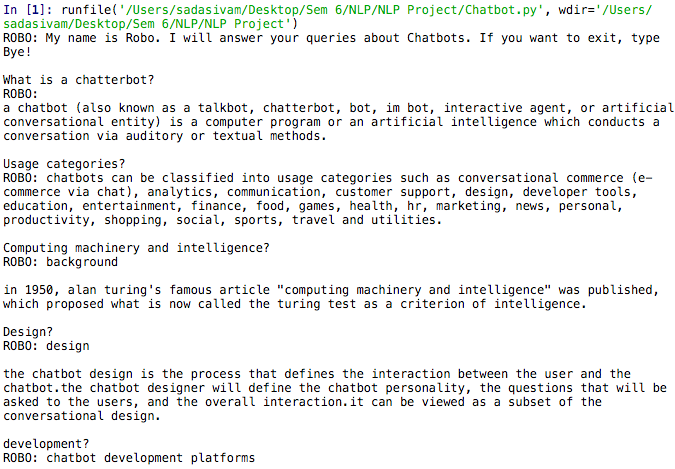 In [1]: runfile('/Users/sadasivam/Desktop/Sem 6/NLP/NLP Project/Chatbot.py', wdir='/Users/
sadasivam/Desktop/Sem 6/NLP/NLP Project')
ROBO: My name is Robo. I will answer your queries about Chatbots. If you want to exit, type
Bye!
What is a chatterbot?
ROBO:
a chatbot (also known as a talkbot, chatterbot, bot, im bot, interactive agent, or artificial
conversational entity) is a computer program or an artificial intelligence which conducts a
conversation via auditory or textual methods.
Usage categories?
ROBO: chatbots can be classified into usage categories such as conversational commerce (e-
commerce via chat), analytics, communication, customer support, design, developer tools,
education, entertainment, finance, food, games, health, hr, marketing, news, personal,
productivity, shopping, social, sports, travel and utilities.
Computing machinery and intelligence?
ROBO: background
in 1950, alan turing's famous article "computing machinery and intelligence" was published,
which proposed what is now called the turing test as a criterion of intelligence.
Design?
ROBO: design
the chatbot design is the process that defines the interaction between the user and the
chatbot.the chatbot designer will define the chatbot personality, the questions that will be
asked to the users, and the overall interaction.it can be viewed as a subset of the
conversational design.
development?
ROBO: chatbot development platforms